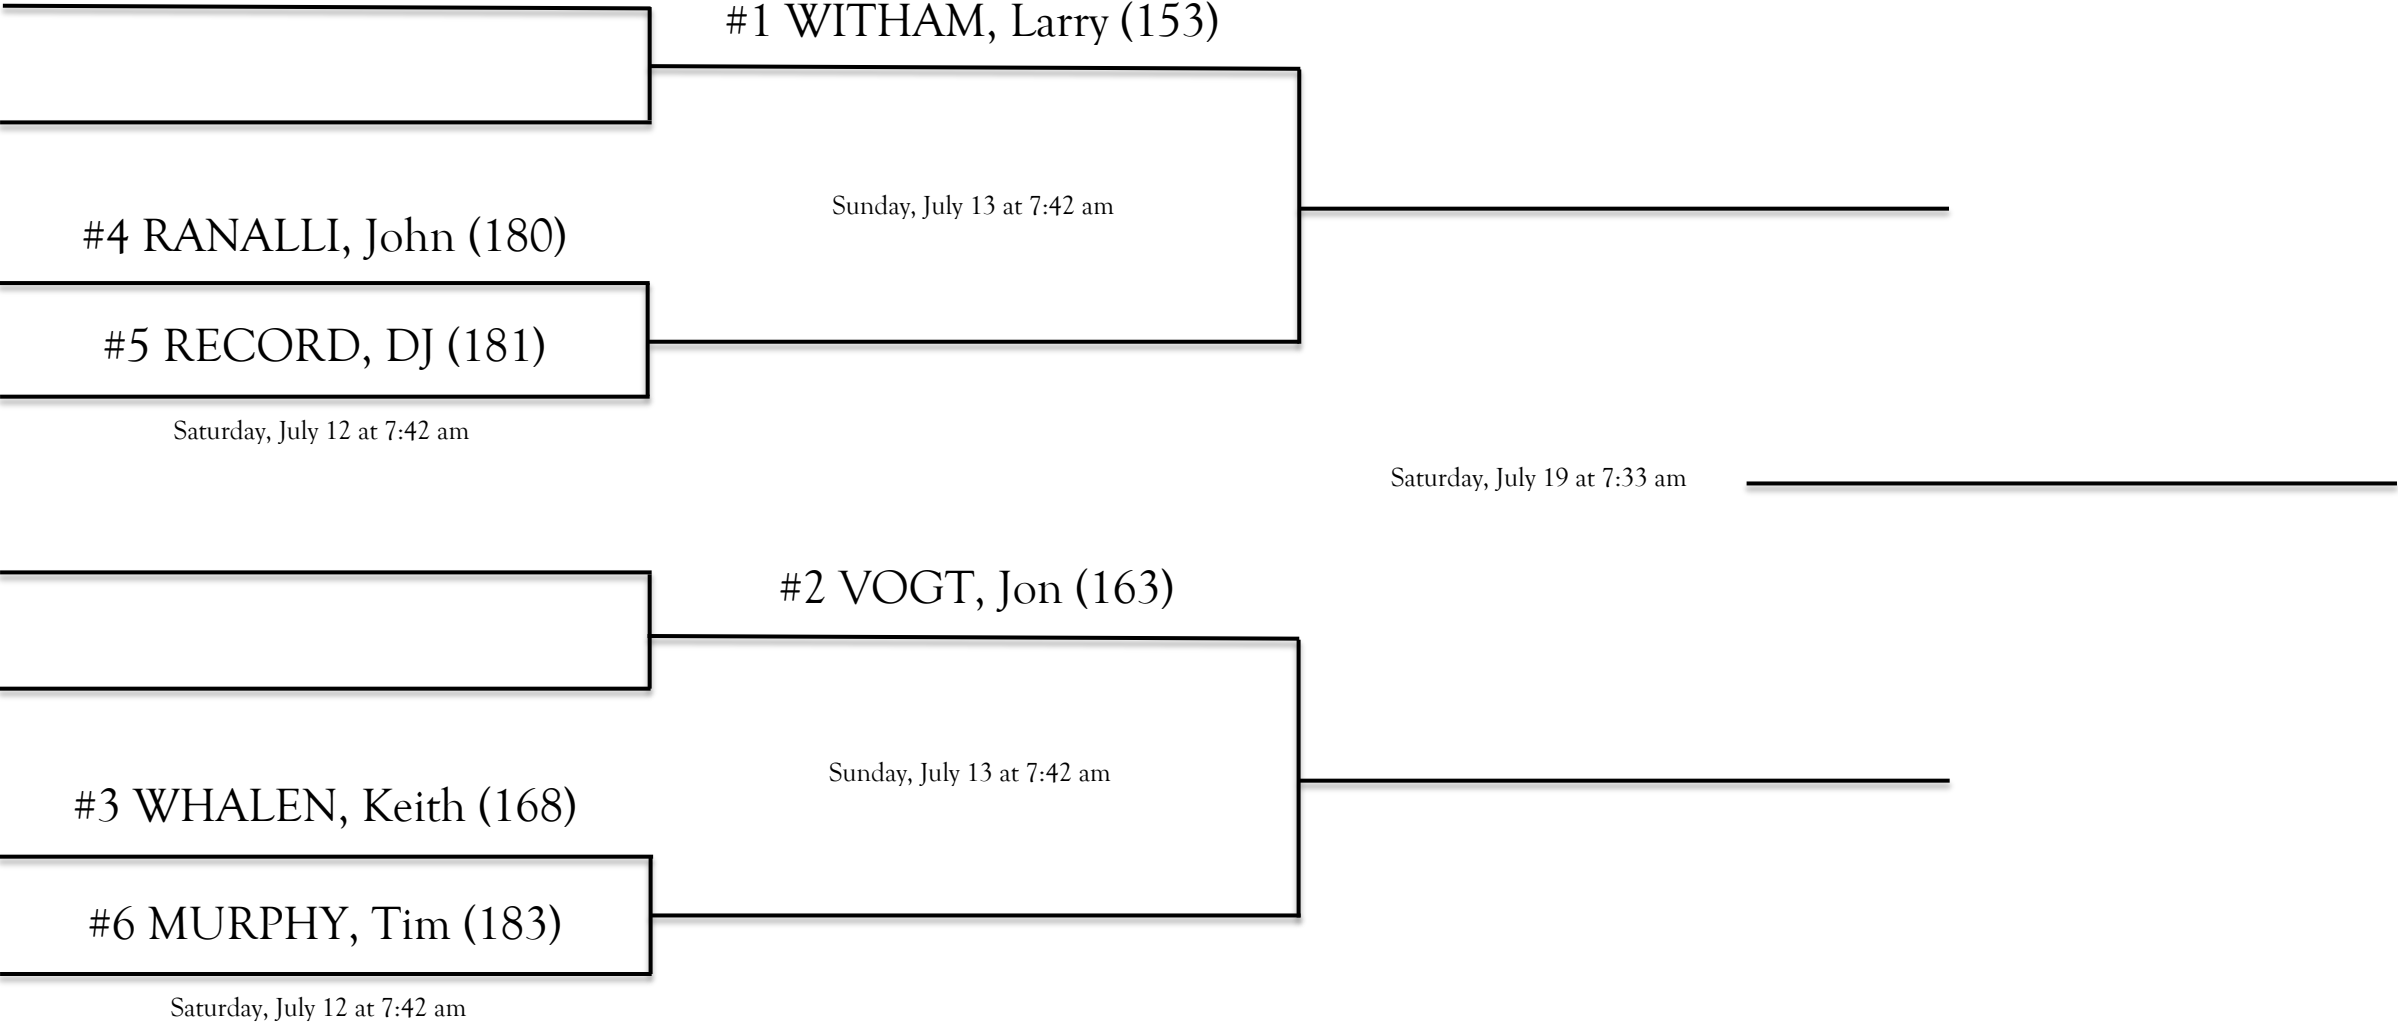 #1 WITHAM, Larry (153)
Sunday, July 13 at 7:42 am
#4 RANALLI, John (180)
#5 RECORD, DJ (181)
Saturday, July 12 at 7:42 am
Saturday, July 19 at 7:33 am
#2 VOGT, Jon (163)
Sunday, July 13 at 7:42 am
#3 WHALEN, Keith (168)
#6 MURPHY, Tim (183)
Saturday, July 12 at 7:42 am